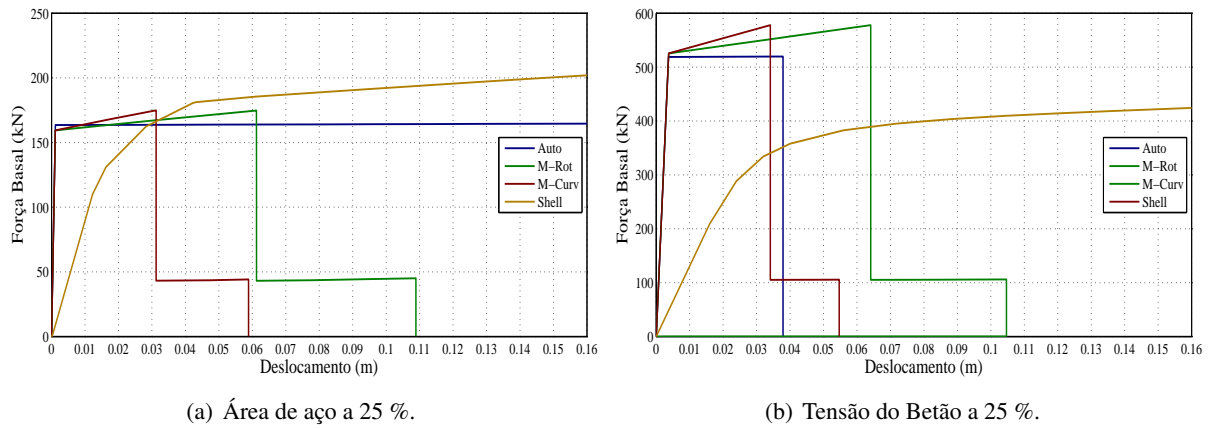 250
200
150
100
50
0
Força Basal (kN)
0 0.01 0.02 0.03 0.04 0.05 0.06 0.07 0.08 0.09 0.1 0.11 0.12 0.13 0.14 0.15 0.16
Deslocamento (m)
Auto
M-Rot
M-Curv
Shell
(a) Área de aço a 25 %.
600
500
400
300
200
100
0
Força Basal (kN)
0 0.01 0.02 0.03 0.04 0.05 0.06 0.07 0.08 0.09 0.1 0.11 0.12 0.13 0.14 0.15 0.16
Deslocamento (m)
Auto
M-Rot
M-Curv
Shell
(b) Tensão do Betão a 25 %.